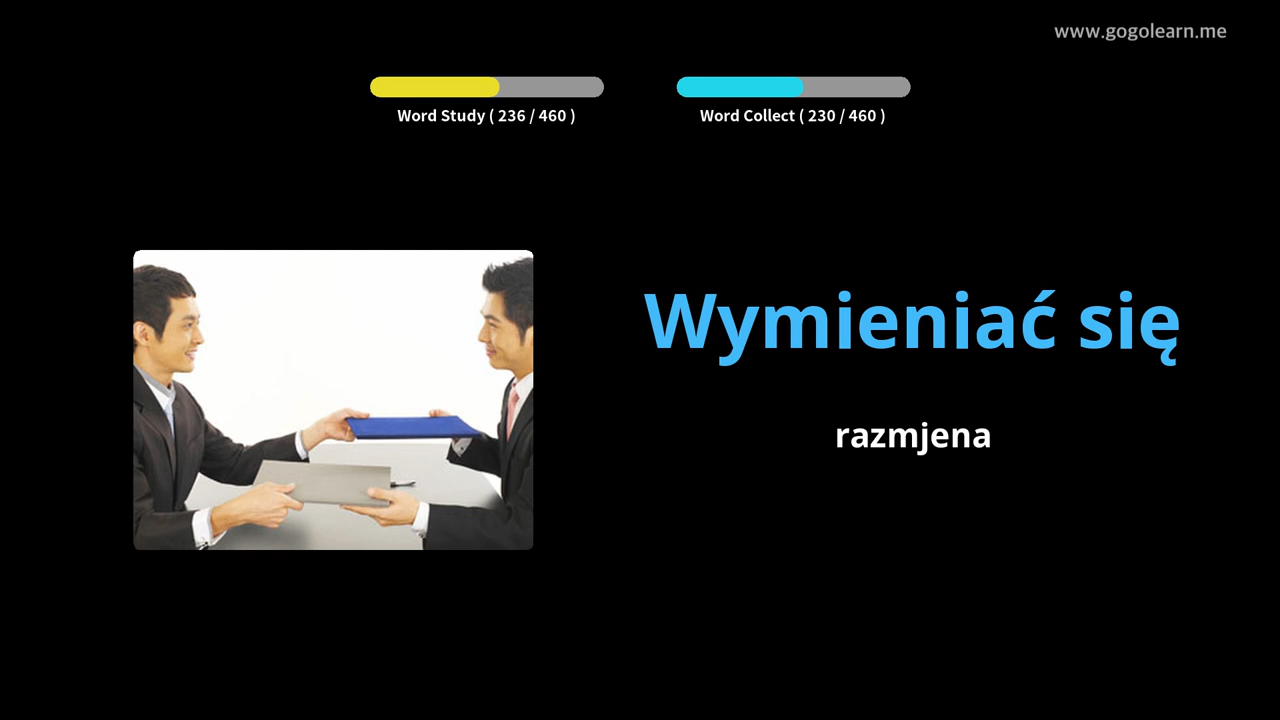 www.gogolearn.me
Word Study ( 236 / 460 )
Word Collect ( 230 / 460 )
Wymieniać się
razmjena